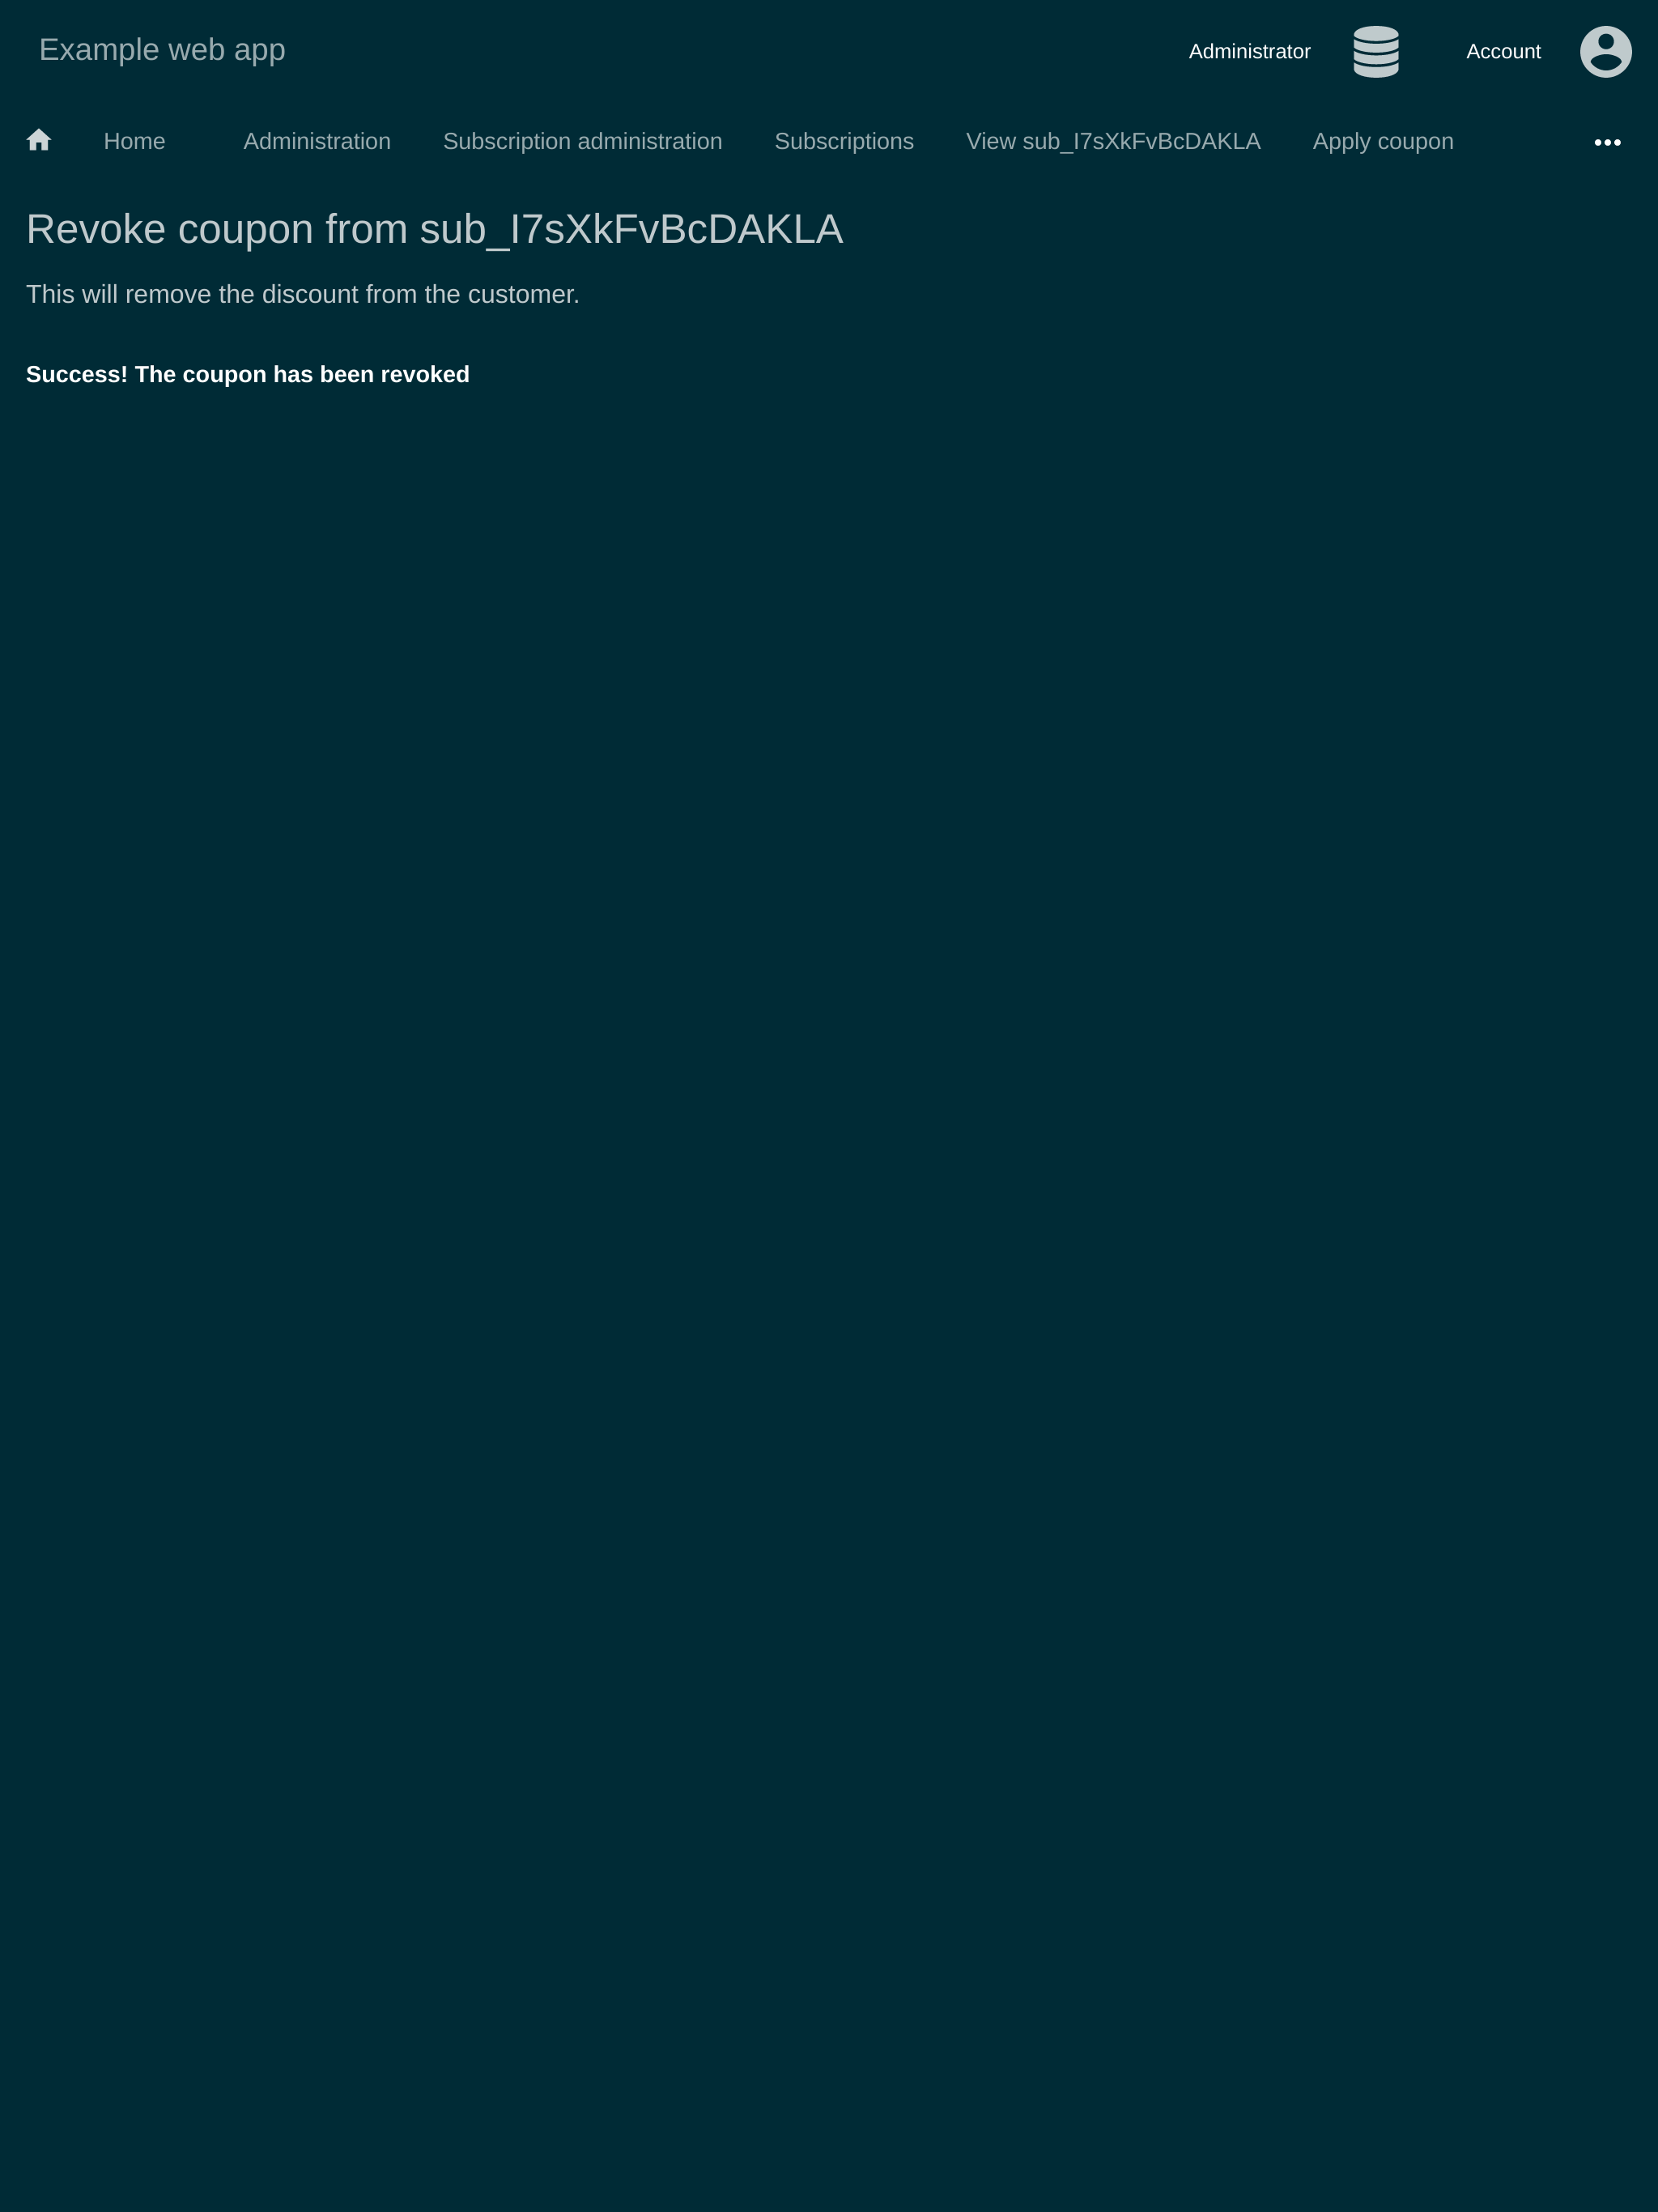 Example web app
Administrator
Account
Home
Administration
Subscription administration
Subscriptions
View sub_I7sXkFvBcDAKLA
Apply coupon
Revoke coupon from sub_I7sXkFvBcDAKLA
This will remove the discount from the customer.
Success! The coupon has been revoked